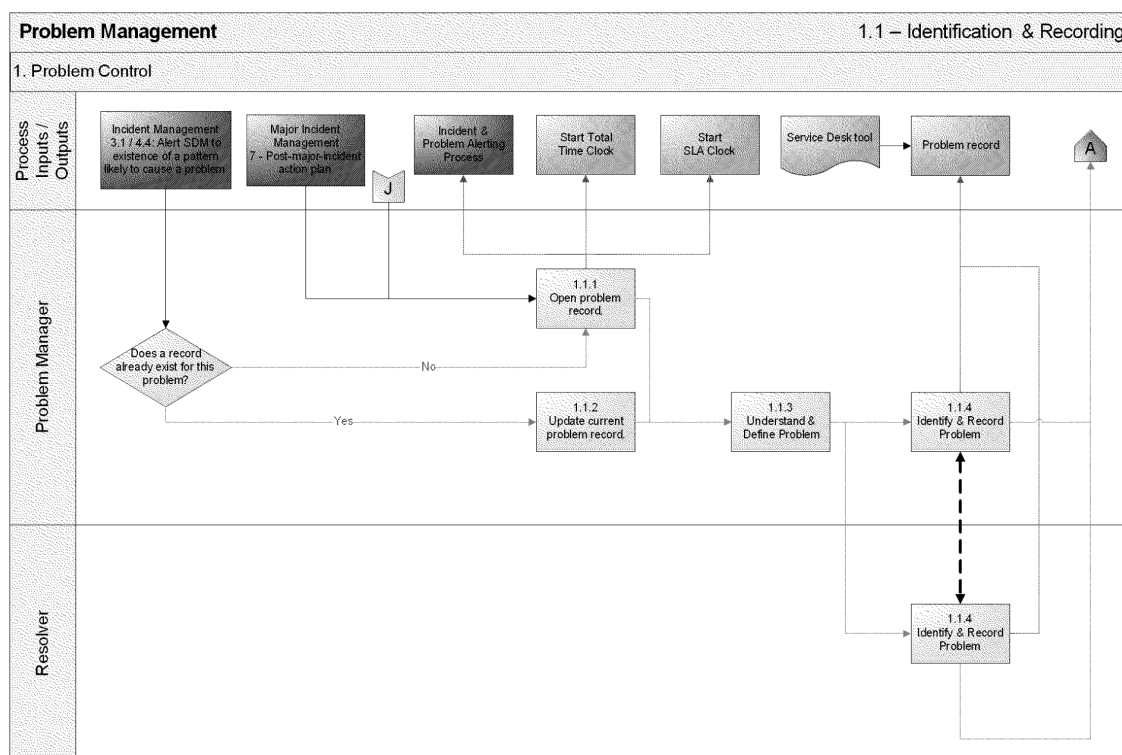 Problem Management
1.1 – Identification & Recording
1. Problem Control
Process
Inputs /
Outputs
Incident Management
3.1 / 4.4: Alert SDM to
existence of a pattern
likely to cause a problem
Major Incident
Management
7 - Post-major-incident
action plan
J
Incident &
Problem Alerting
Process
Start Total
Time Clock
Start
SLA Clock
Service Desk tool
Problem record
A
Problem Manager
1.1.1
Open problem
record.
Does a record
already exist for this
problem?
No
Yes
1.1.2
Update current
problem record.
1.1.3
Understand &
Define Problem
1.1.4
Identify & Record
Problem
Resolver
1.1.4
Identify & Record
Problem